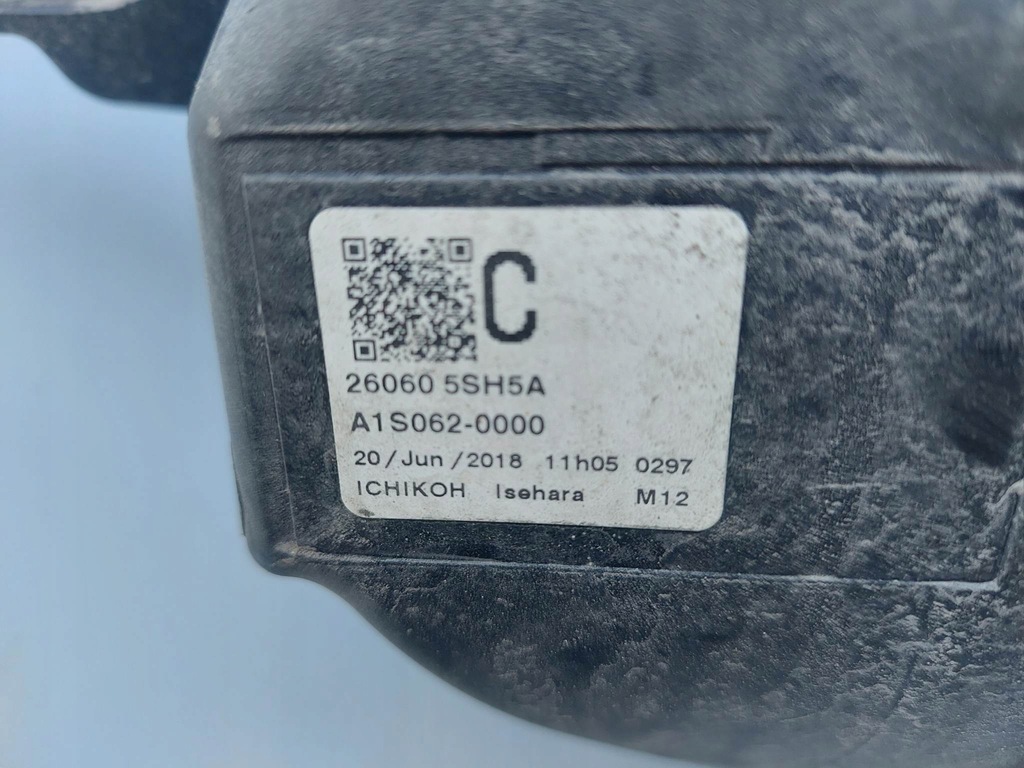 C
26060 5SH5A
A1S062-0000
20/Jun/2018 11h05 0297
ICHIKOH Isehara M12